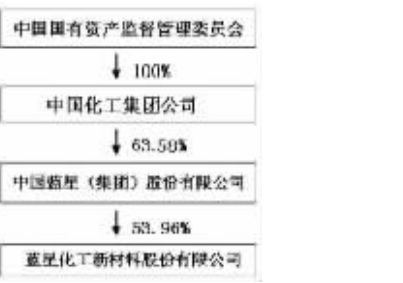 中国国有资产监督管理委员会
100%
中国化工集团公司
63.58%
中国蓝星（集团）股份有限公司
53.96%
蓝星化工新材料股份有限公司